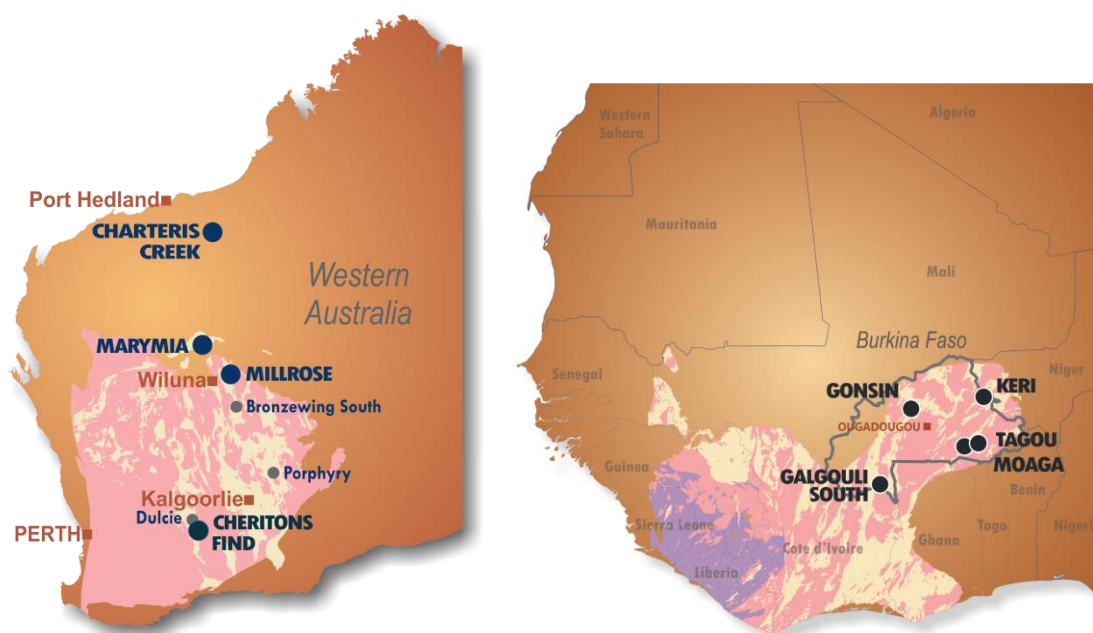 Port Hedland
CHARTERIS
CREEK
Western
Australia
MARYMIA
Wiluna
MILLROSE
Bronzewing South
Porphyry
Kalgoorlie
Dulcie
CHERITONS
FIND
PERTH
Western
Sahara
Algeria
Mauritania
Mali
Burkina Faso
Senegal
Niger
GONSIN
KERI
OUGADOUGOU
TAGOU
MOAGA
Guinea
GALGOULI
SOUTH
Benin
Sierra Leone
Cote d'Ivoire
Ghana
Togo
Nigeri
Liberia